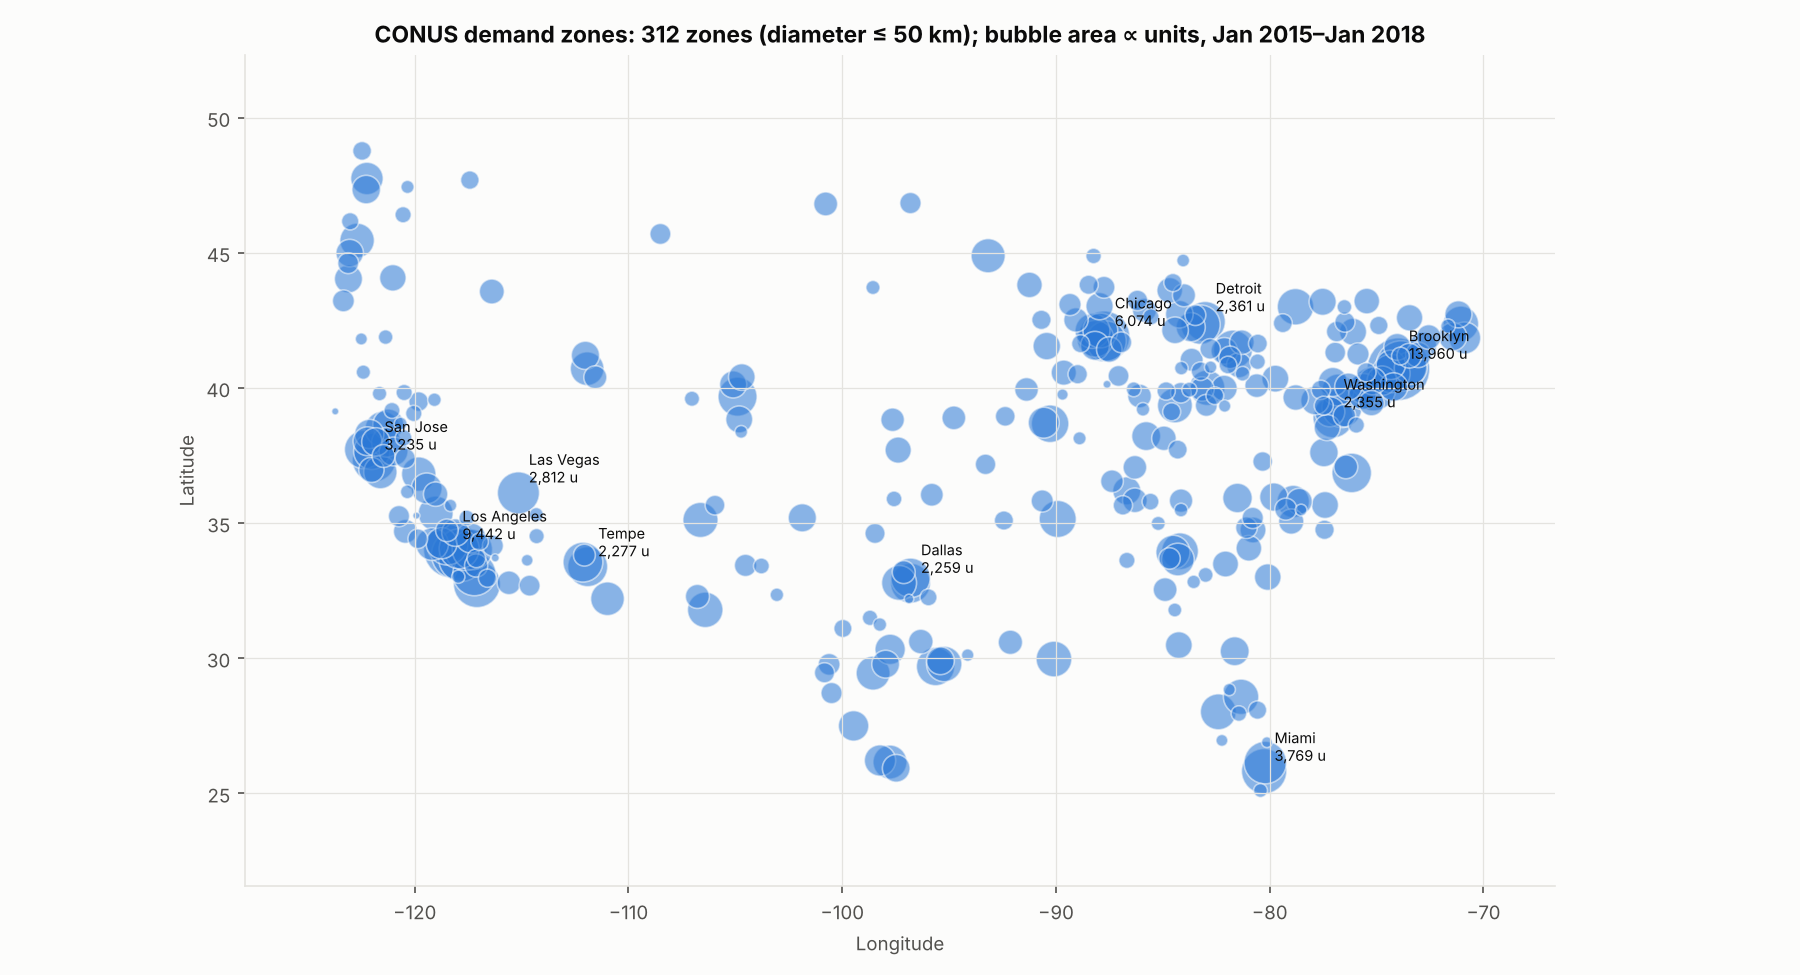 CONUS demand zones: 312 zones (diameter ≤ 50 km); bubble area ∝ units, Jan 2015–Jan 2018
50
45
40
35
30
25
Latitude
Detroit
2,361 u
Chicago
6,074 u
Brooklyn
13,960 u
Washington
2,355 u
San Jose
3,235 u
Las Vegas
2,812 u
Los Angeles
9,442 u
Tempe
2,277 u
Dallas
2,259 u
Miami
3,769 u
−120
−110
−100
−90
−80
−70
Longitude